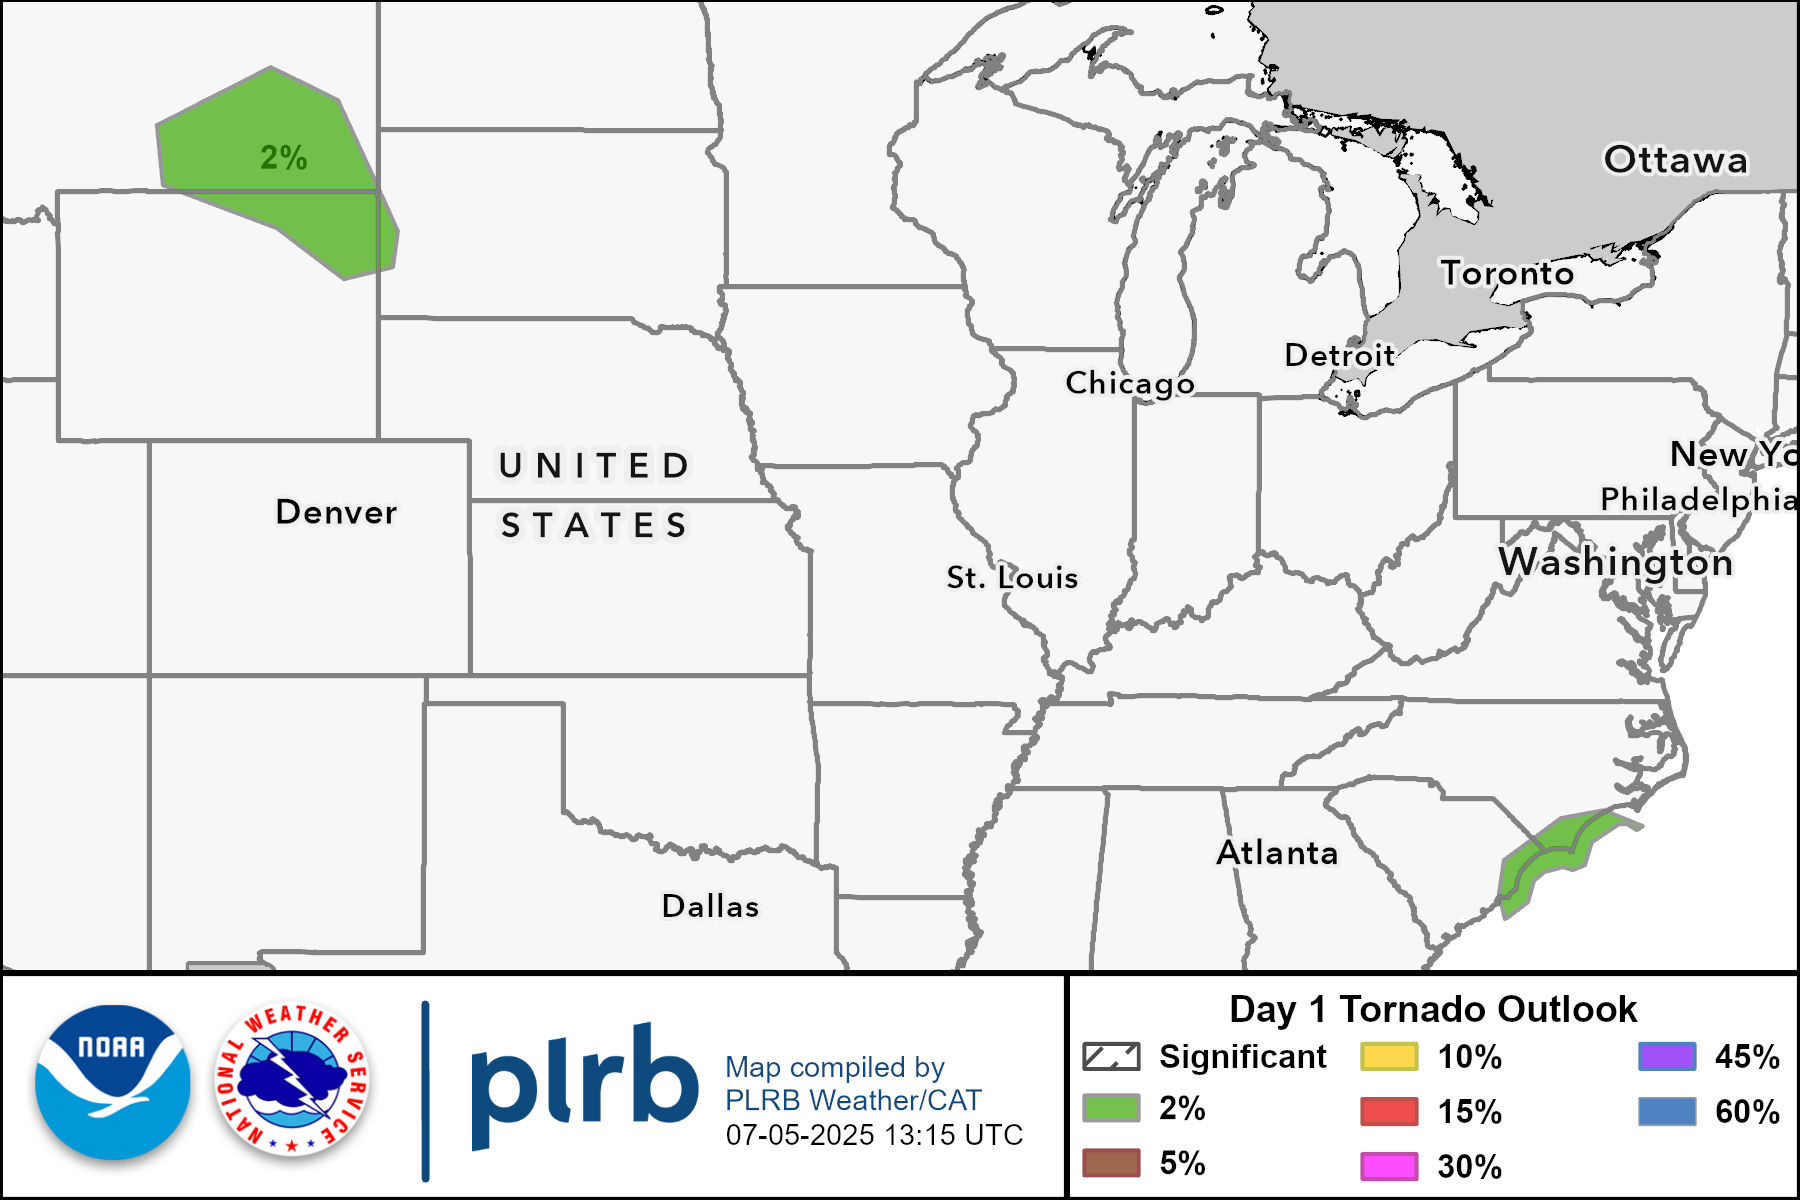 2%
Ottawa
Toronto
Detroit
Chicago
New Yo
UNITED
Philadelphia
Denver
STATES
Washington
St. Louis
Atlanta
Dallas
NOAA
NATIONAL WEATHER SERVICE
plrb
Map compiled by
PLRB Weather/CAT
07-05-2025 13:15 UTC
Day 1 Tornado Outlook
Significant
2%
5%
10%
15%
30%
45%
60%